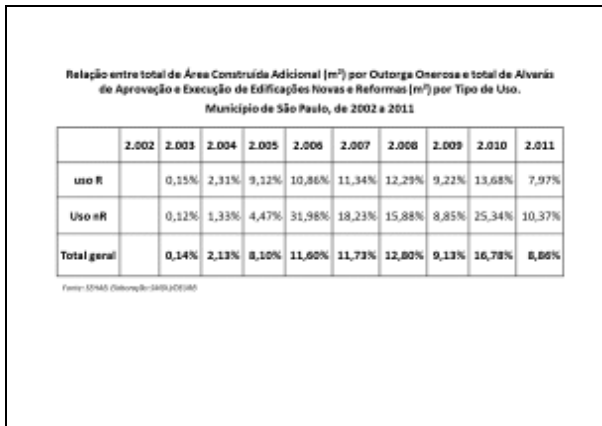 Relação entre total de Área Construída Adicional (m²) por Outorga Onerosa e total de Alvarás
de Aprovação e Execução de Edificações Novas e Reformas (m²) por Tipo de Uso.
Município de São Paulo, de 2002 a 2011
2.002 2.003 2.004 2.005 2.006 2.007 2.008 2.009 2.010 2.011
uso R 0,15% 2,31% 9,12% 10,86% 11,34% 12,29% 9,22% 13,68% 7,97%
Uso nR 0,12% 1,33% 4,47% 31,98% 18,23% 15,88% 8,85% 25,34% 10,37%
Total geral 0,14% 2,13% 8,10% 11,60% 11,73% 12,80% 9,13% 16,78% 8,86%
Fonte: SEHAB Elaboração: